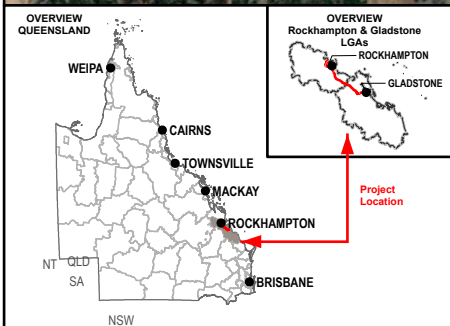 OVERVIEW
QUEENSLAND
WEIPA
CAIRNS
TOWNSVILLE
MACKAY
ROCKHAMPTON
BRISBANE
NT
QLD
SA
NSW
OVERVIEW
Rockhampton & Gladstone
LGAs
ROCKHAMPTON
GLADSTONE
Project
Location